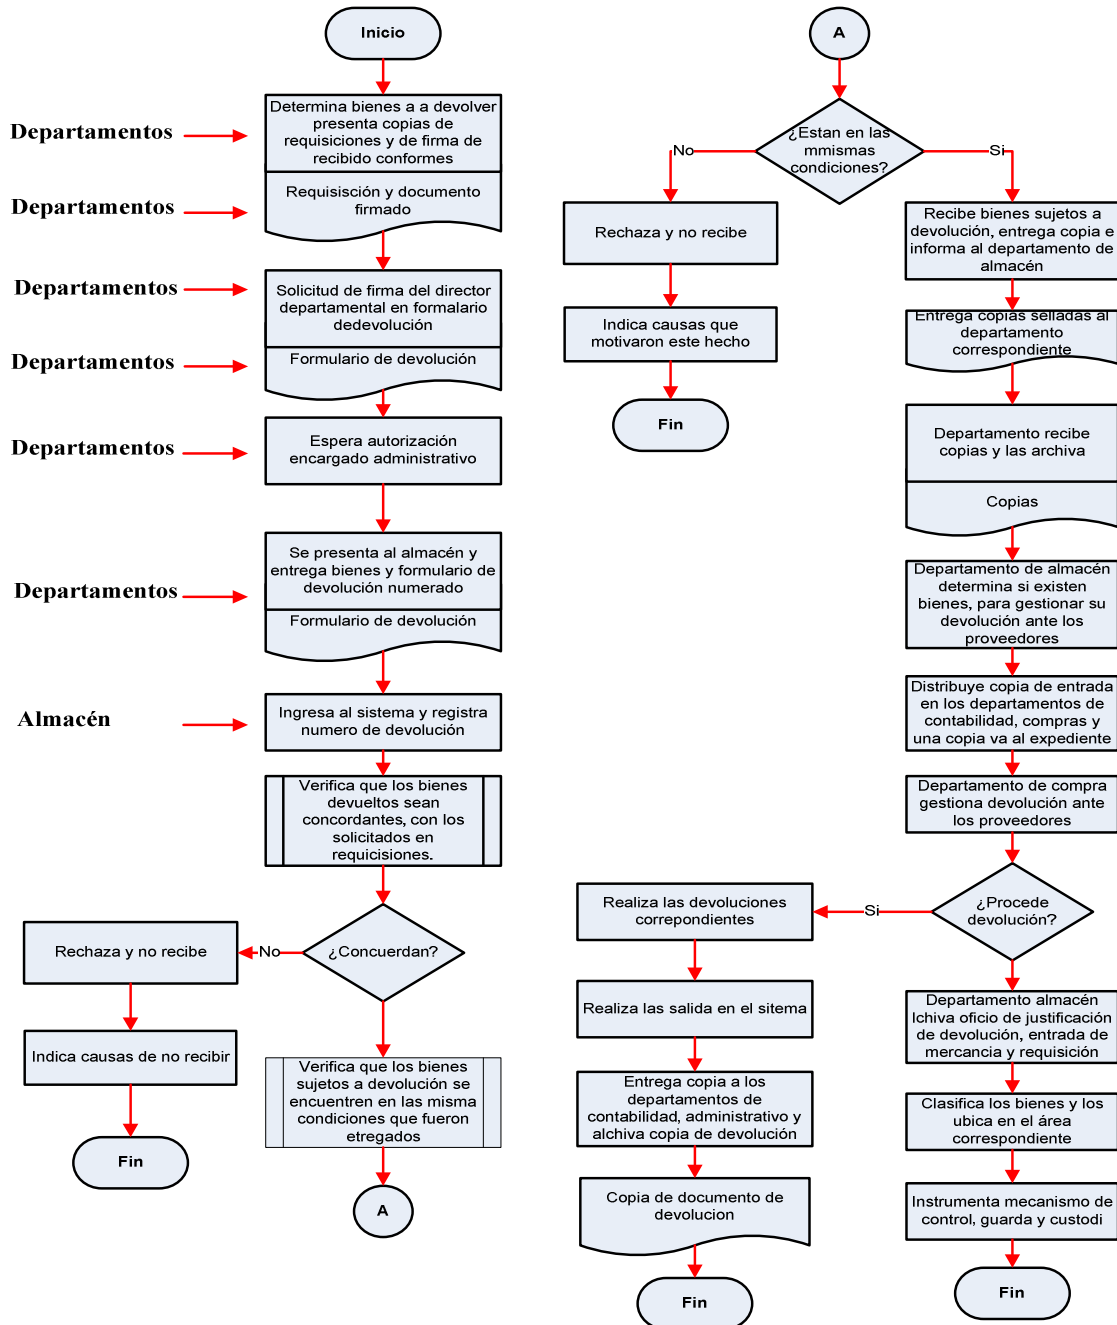 Inicio
Departamentos
Determina bienes a a devolver
presenta copias de
requisiciones y de firma de
recibido conformes
Departamentos
Requisisción y documento
firmado
Departamentos
Solicitud de firma del director
departamental en formalario
dedevolución
Departamentos
Formulario de devolución
Departamentos
Espera autorización
encargado administrativo
Departamentos
Se presenta al almacén y
entrega bienes y formulario de
devolución numerado
Formulario de devolución
Almacén
Ingresa al sistema y registra
numero de devolución
Verifica que los bienes
devueltos sean
concordantes, con los
solicitados en
requicisiones.
¿Concuerdan?
No
Rechaza y no recibe
Indica causas de no recibir
Fin
Verifica que los bienes
sujetos a devolución se
encuentren en las misma
condiciones que fueron
etregados
A
A
¿Estan en las
mmismas
condiciones?
No
Si
Rechaza y no recibe
Indica causas que
motivaron este hecho
Fin
Recibe bienes sujetos a
devolución, entrega copia e
informa al departamento de
almacén
Entrega copias selladas al
departamento
correspondiente
Departamento recibe
copias y las archiva
Copias
Departamento de almacén
determina si existen
bienes, para gestionar su
devolución ante los
proveedores
Distribuye copia de entrada
en los departamentos de
contabilidad, compras y
una copia va al expediente
Departamento de compra
gestiona devolución ante
los proveedores
¿Procede
devolución?
Si
Realiza las devoluciones
correpondientes
Realiza las salida en el sitema
Entrega copia a los
departamentos de
contabilidad, administrativo y
alchiva copia de devolución
Copia de documento de
devolucion
Fin
Departamento almacén
lchiva oficio de justificación
de devolución, entrada de
mercancia y requisición
Clasifica los bienes y los
ubica en el área
correspondiente
Instrumenta mecanismo de
control, guarda y custodi
Fin